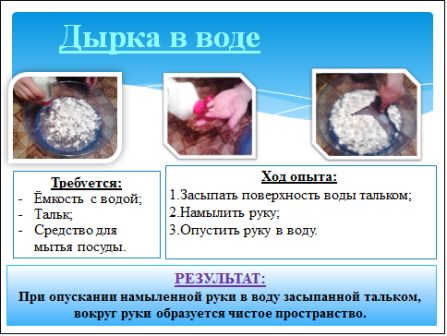 Дырка в воде
Требуется:
- Ёмкость с водой;
- Тальк;
- Средство для
мытья посуды.
Ход опыта:
1.Засыпать поверхность воды тальком;
2.Намылить руку;
3.Опустить руку в воду.
РЕЗУЛЬТАТ:
При опускании намыленной руки в воду засыпанной тальком,
вокруг руки образуется чистое пространство.